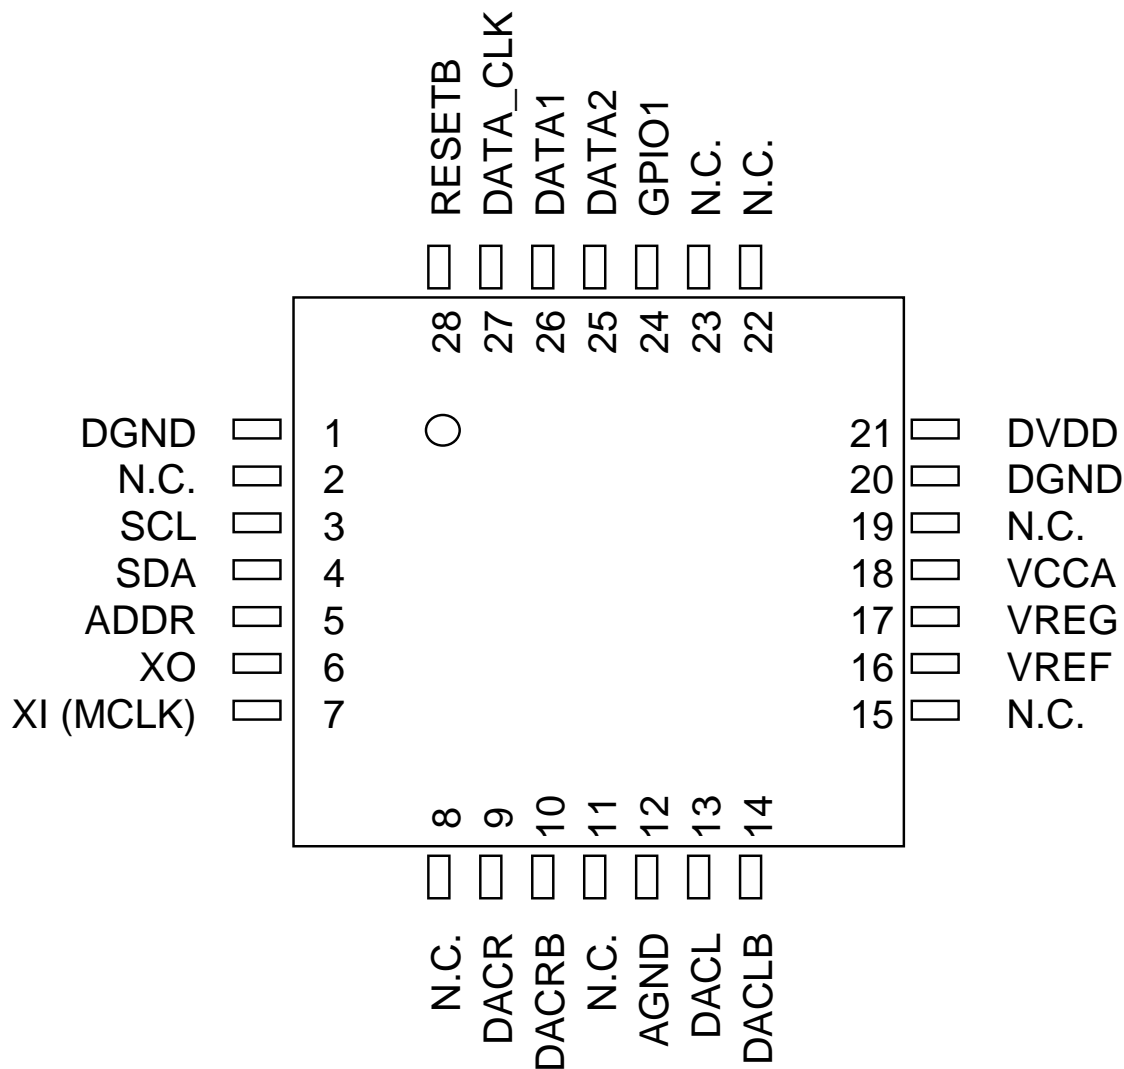 RESETB
DATA_CLK
DATA1
DATA2
GPIO1
N.C.
N.C.
28
27
26
25
24
23
22
DGND 1
N.C. 2
SCL 3
SDA 4
ADDR 5
XO 6
XI (MCLK) 7
21 DVDD
20 DGND
19 N.C.
18 VCCA
17 VREG
16 VREF
15 N.C.
8
9
10
11
12
13
14
N.C.
DACR
DACRB
N.C.
AGND
DACL
DACLB